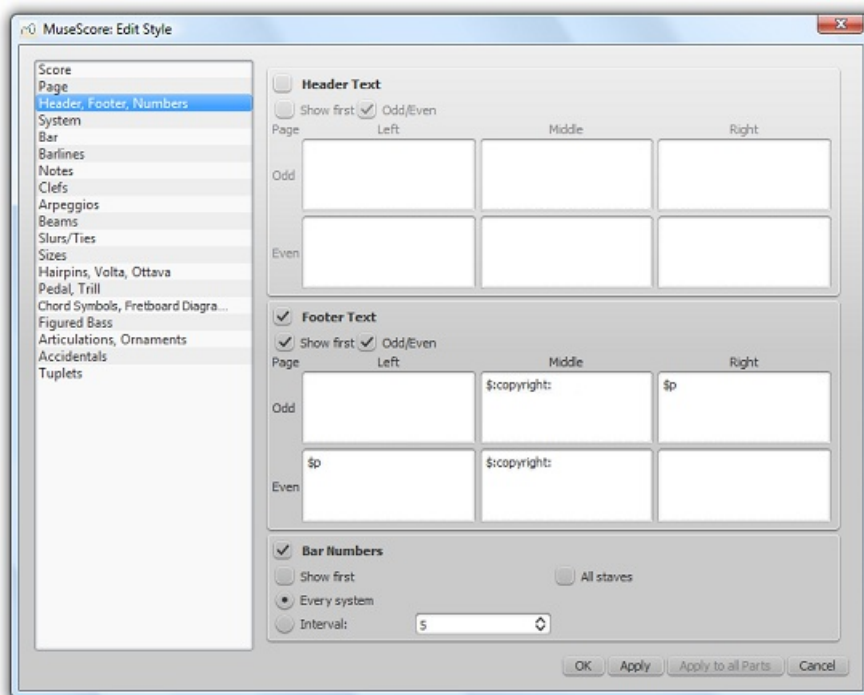 MuseScore: Edit Style
Score
Page
Header, Footer, Numbers
System
Bar
Barlines
Notes
Clefs
Arpeggios
Beams
Slurs/Ties
Sizes
Hairpins, Volta, Ottava
Pedal, Trill
Chord Symbols, Fretboard Diagra...
Figured Bass
Articulations, Ornaments
Accidentals
Tuplets
Header Text
Show first Odd/Even
Page Left Middle Right
Odd
Even
Footer Text
Show first Odd/Even
Page Left Middle Right
Odd $:copyright: $p
Even $p $:copyright:
Bar Numbers
Show first All staves
Every system
Interval: 5
OK Apply Apply to all Parts Cancel